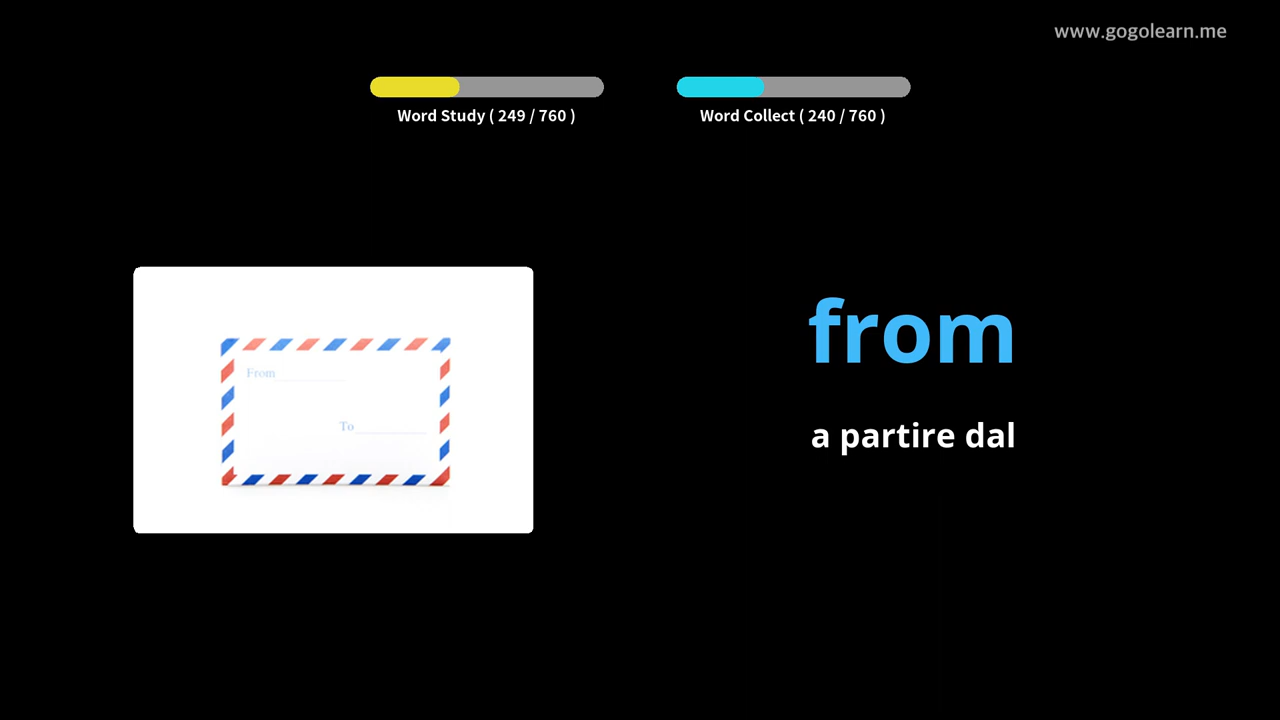 www.gogolearn.me
Word Study ( 249 / 760 )
Word Collect ( 240 / 760 )
From
To
from
a partire dal